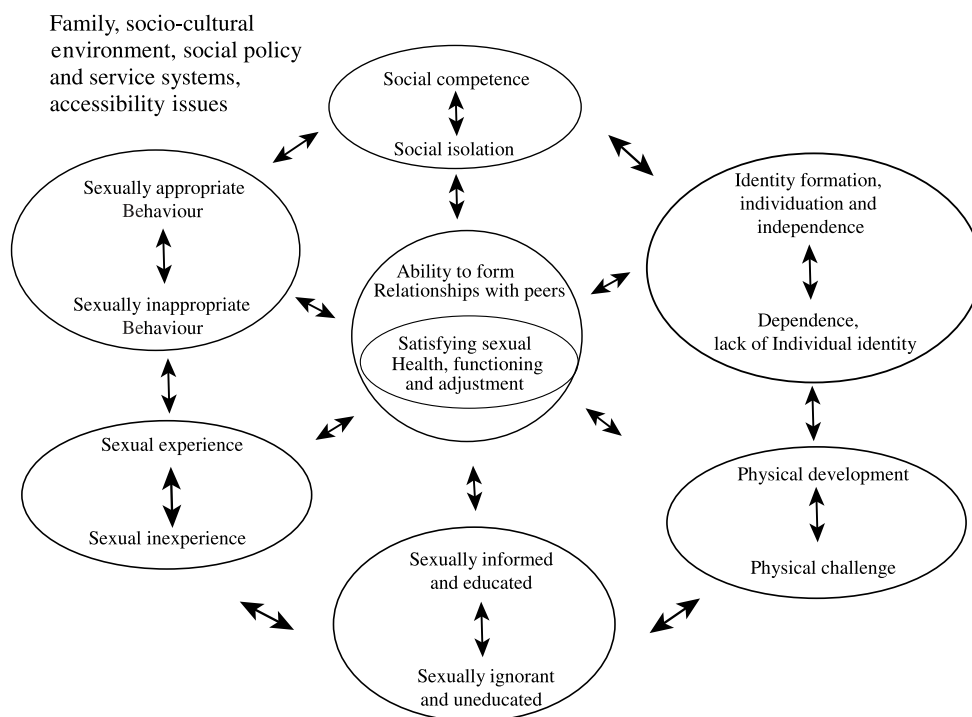 Family, socio-cultural
environment, social policy
and service systems,
accessibility issues
Social competence
Social isolation
Sexually appropriate
Behaviour
Sexually inappropriate
Behaviour
Identity formation,
individuation and
independence
Dependence,
lack of Individual identity
Ability to form
Relationships with peers
Satisfying sexual
Health, functioning
and adjustment
Sexual experience
Sexual inexperience
Physical development
Physical challenge
Sexually informed
and educated
Sexually ignorant
and uneducated